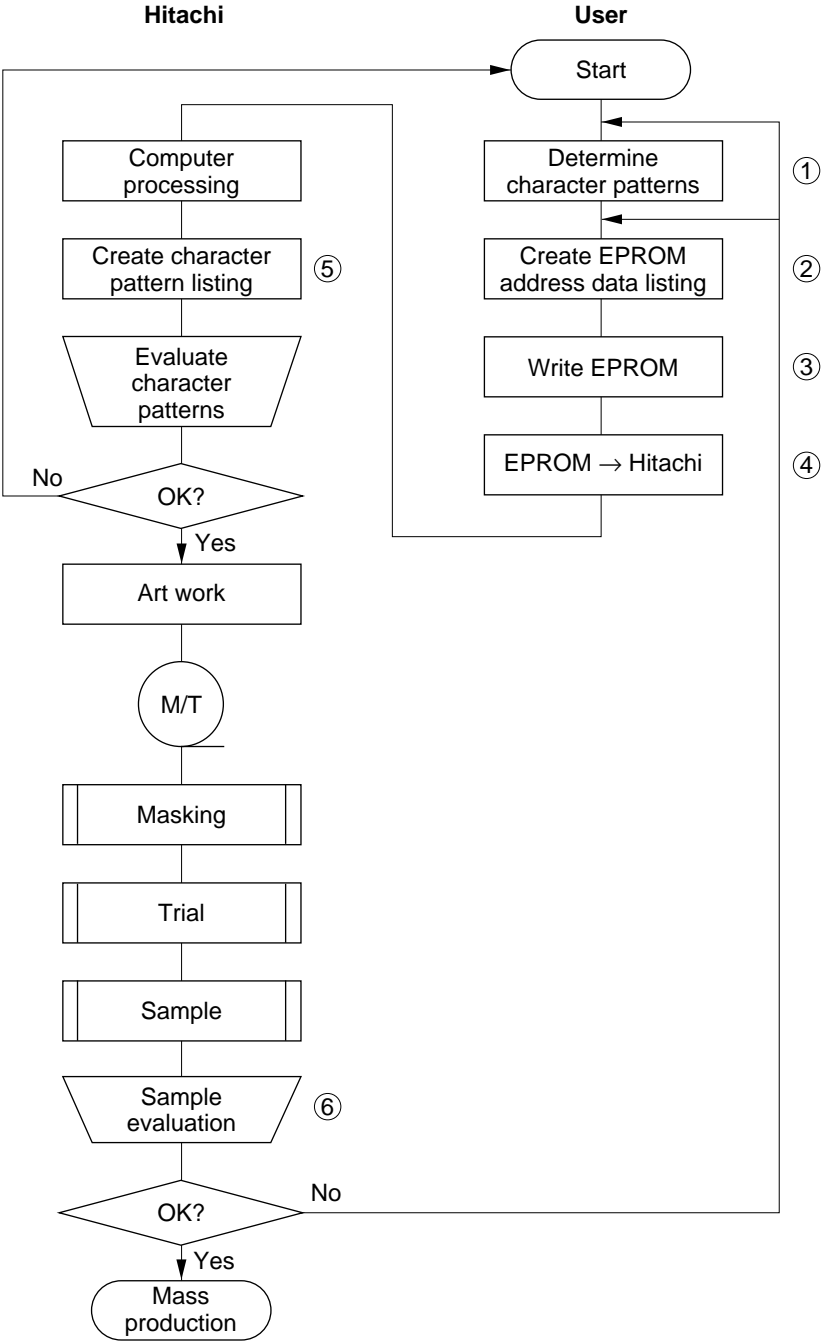 Hitachi
User
Start
Determine
character patterns
①
Create EPROM
address data listing
②
Write EPROM
③
EPROM → Hitachi
④
Computer
processing
Create character
pattern listing
⑤
Evaluate
character
patterns
No
OK?
Yes
Art work
M/T
Masking
Trial
Sample
Sample
evaluation
⑥
OK?
No
Yes
Mass
production